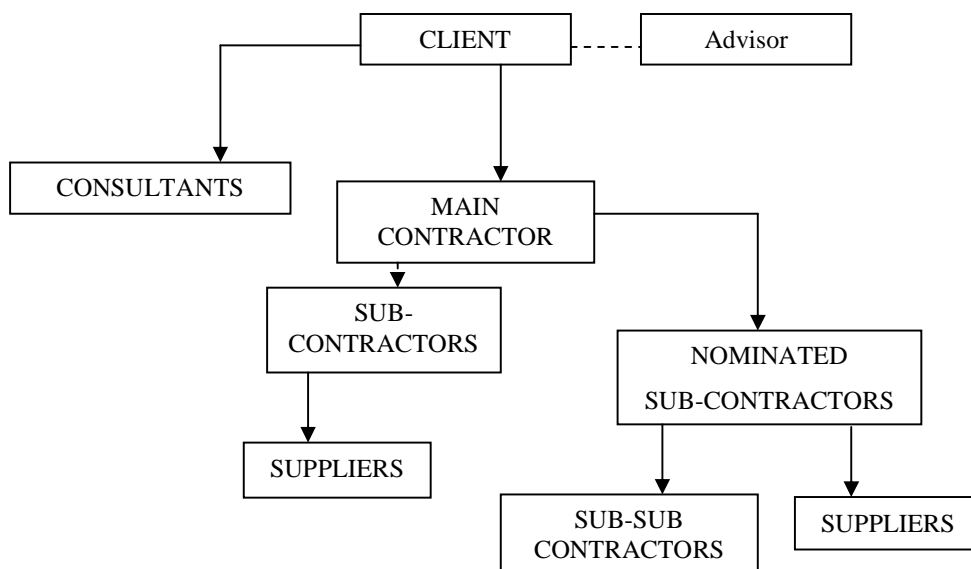 CLIENT
Advisor
CONSULTANTS
MAIN
CONTRACTOR
SUB-
CONTRACTORS
NOMINATED
SUB-CONTRACTORS
SUPPLIERS
SUB-SUB
CONTRACTORS
SUPPLIERS